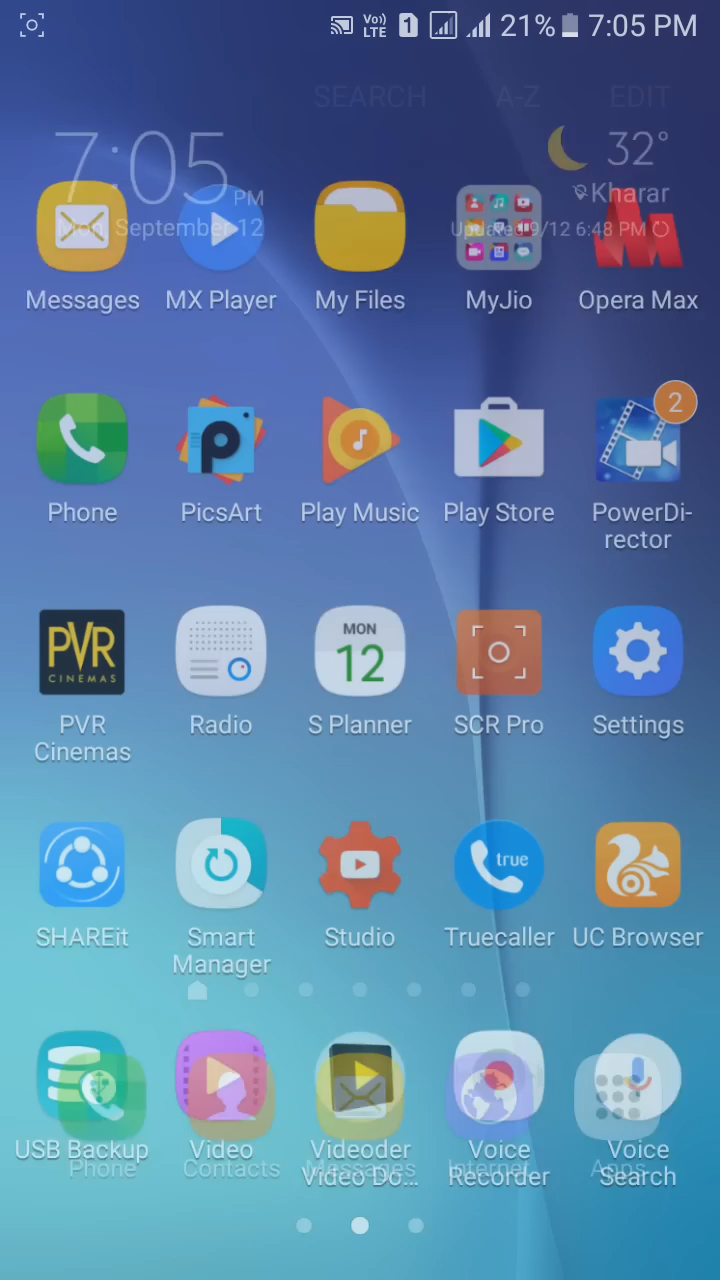 Vo)) LTE 1 21% 7:05 PM
SEARCH A-Z EDIT
7:05 PM 32°
Kharar
Mon, September 12 Updated 9/12 6:48 PM
Messages MX Player My Files MyJio Opera Max
2
Phone PicsArt Play Music Play Store PowerDi-
rector
PVR
CINEMAS
MON
12
PVR Radio S Planner SCR Pro Settings
Cinemas
true
SHAREit Smart Studio Truecaller UC Browser
Manager
USB Backup Video Videoder Voice Voice
Video Do... Recorder Search
Phone Contacts Messages Internet Apps